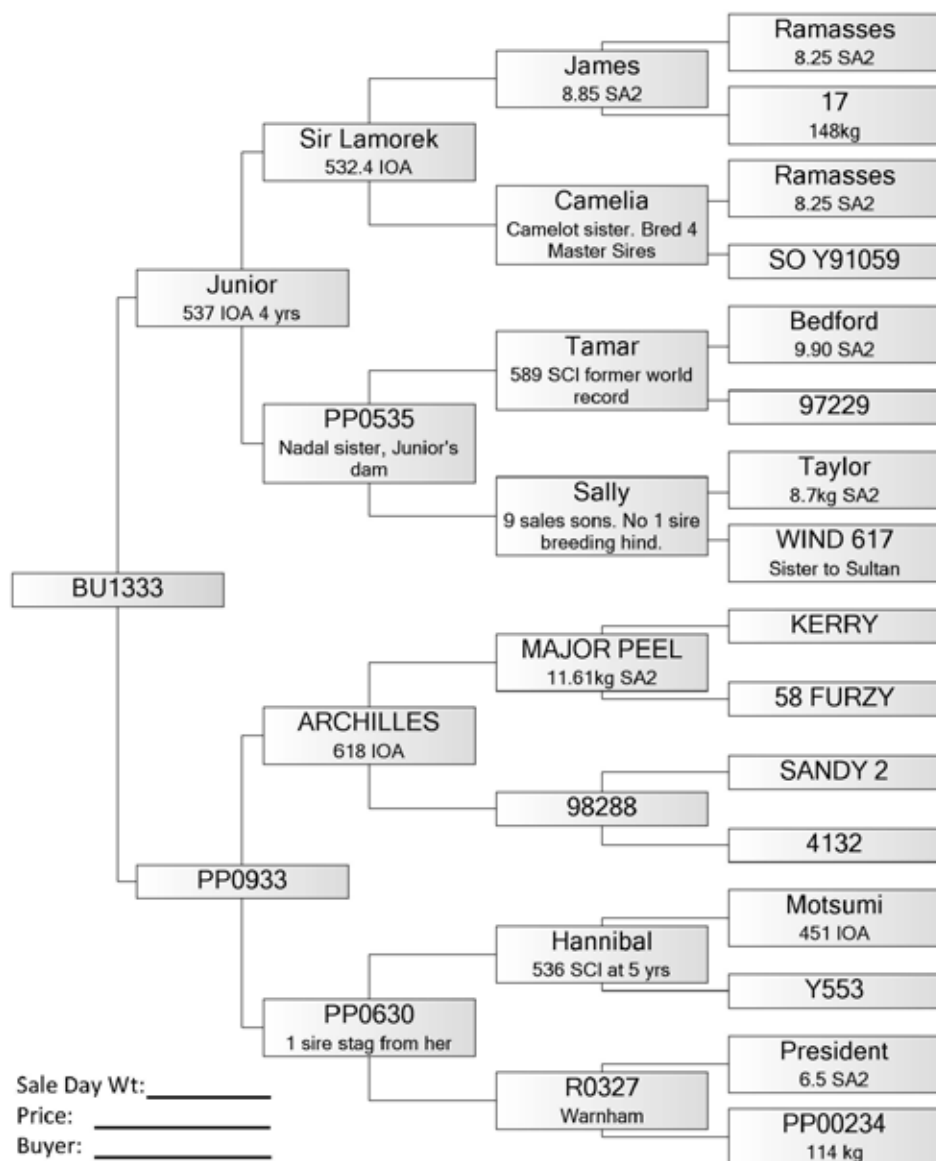 Ramasses
8.25 SA2
James
8.85 SA2
17
148kg
Sir Lamorek
532.4 IOA
Ramasses
8.25 SA2
Camelia
Camelot sister. Bred 4
Master Sires
SO Y91059
Junior
537 IOA 4 yrs
Bedford
9.90 SA2
Tamar
589 SCI former world
record
97229
PP0535
Nadal sister, Junior's
dam
Taylor
8.7kg SA2
Sally
9 sales sons. No 1 sire
breeding hind.
WIND 617
Sister to Sultan
BU1333
KERRY
MAJOR PEEL
11.61kg SA2
58 FURZY
ARCHILLES
618 IOA
SANDY 2
98288
4132
PP0933
Motsumi
451 IOA
Hannibal
536 SCI at 5 yrs
Y553
PP0630
1 sire stag from her
President
6.5 SA2
R0327
Warnham
PP00234
114 kg
Sale Day Wt:
Price:
Buyer: